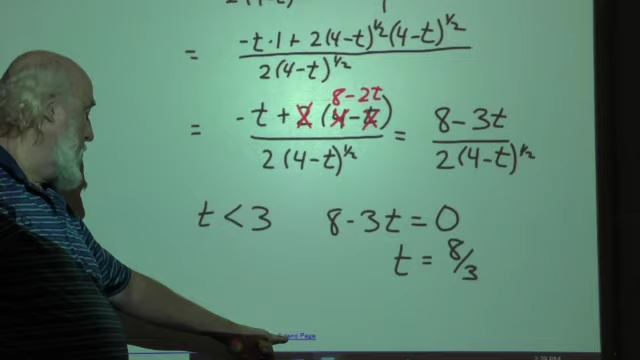 = -t·1 + 2(4-t)^½(4-t)^½ / 2(4-t)^½
8-2t
= -t + 2(4-t) / 2(4-t)^½ = 8-3t / 2(4-t)^½
t < 3    8-3t = 0
t = 8/3